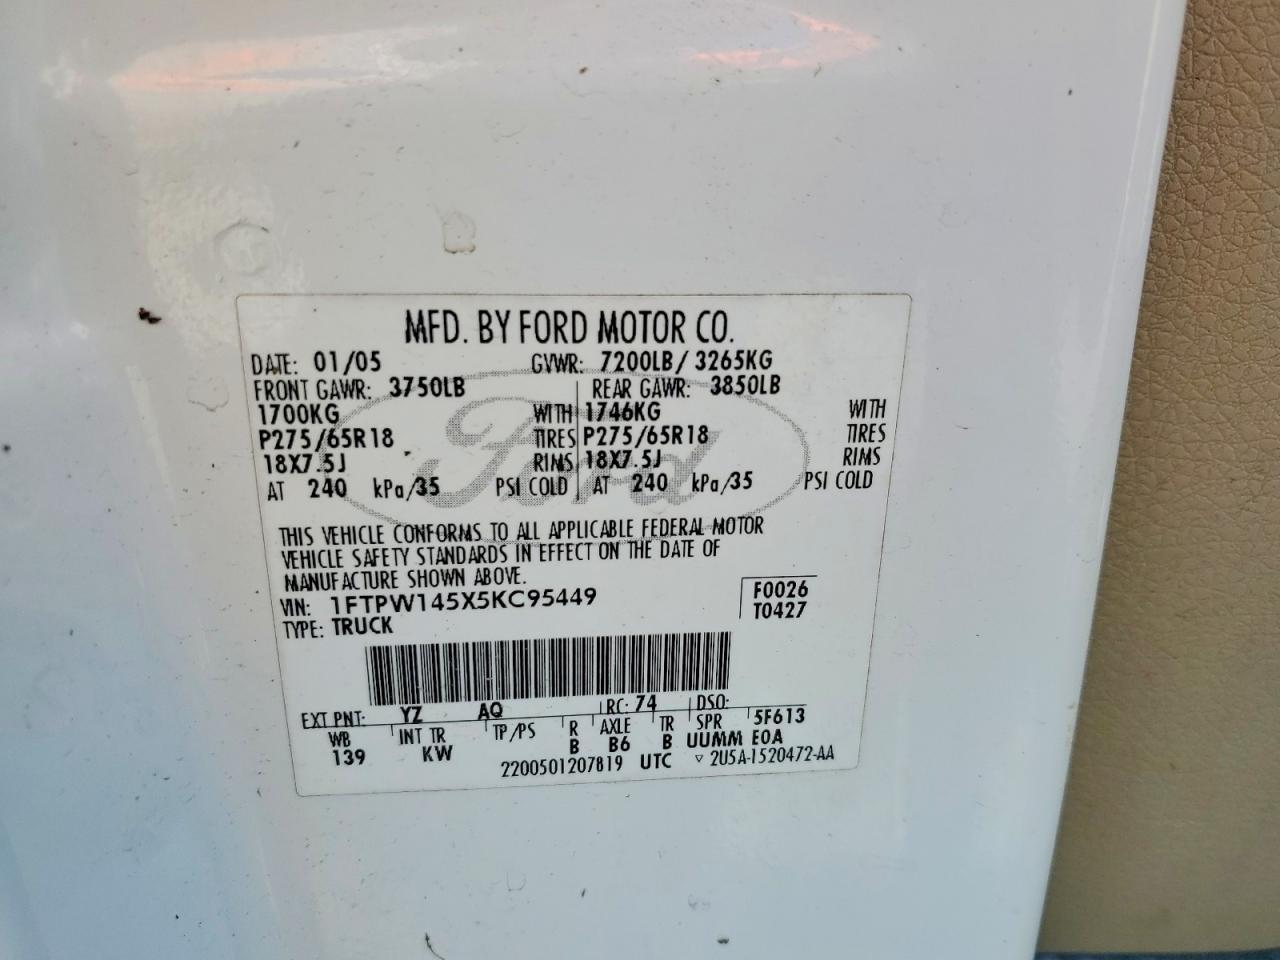 MFD. BY FORD MOTOR CO.
DATE: 01/05 GVWR: 7200LB/ 3265KG
FRONT GAWR: 3750LB REAR GAWR: 3850LB
1700KG WITH 1746KG WITH
P275/65R18 TIRES P275/65R18 TIRES
18X7.5J RIMS 18X7.5J RIMS
AT 240 kPa/35 PSI COLD AT 240 kPa/35 PSI COLD
Ford
THIS VEHICLE CONFORMS TO ALL APPLICABLE FEDERAL MOTOR
VEHICLE SAFETY STANDARDS IN EFFECT ON THE DATE OF
MANUFACTURE SHOWN ABOVE.
VIN: 1FTPW145X5KC95449 F0026
TYPE: TRUCK T0427
EXT PNT: YZ AQ RC: 74 DSO:
WB INT TR TP/PS R AXLE TR SPR 5F613
139 KW B B6 B UUMM EOA
2200501207819 UTC ▽ 2U5A-1520472-AA